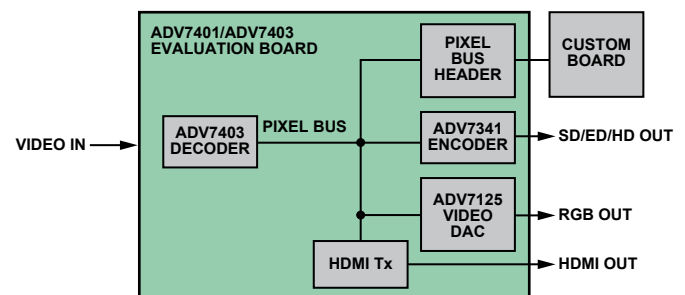 ADV7401/ADV7403
EVALUATION BOARD
PIXEL
BUS
HEADER
CUSTOM
BOARD
VIDEO IN
ADV7403
DECODER
PIXEL BUS
ADV7341
ENCODER
SD/ED/HD OUT
ADV7125
VIDEO
DAC
RGB OUT
HDMI Tx
HDMI OUT